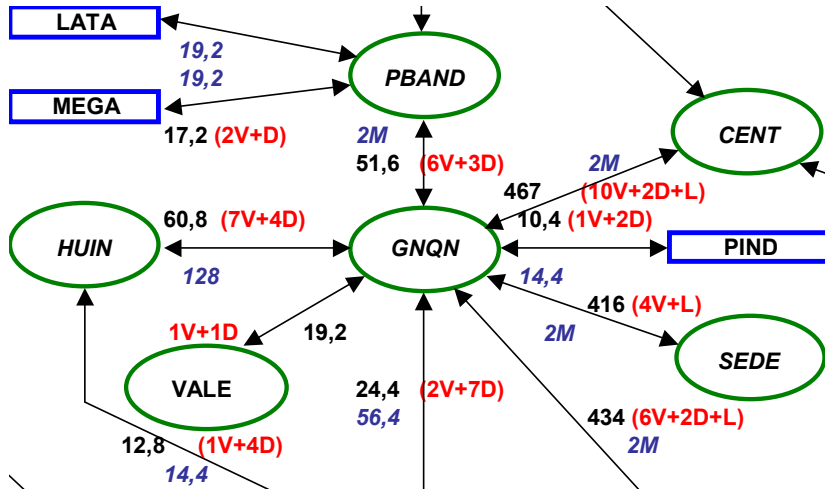 LATA
19,2
19,2
PBAND
MEGA
17,2 (2V+D)
2M
51,6 (6V+3D)
CENT
2M
467 (10V+2D+L)
60,8 (7V+4D)
10,4 (1V+2D)
HUIN
GNQN
PIND
128
14,4
416 (4V+L)
1V+1D
19,2
2M
SEDE
VALE
24,4 (2V+7D)
56,4
434 (6V+2D+L)
2M
12,8 (1V+4D)
14,4